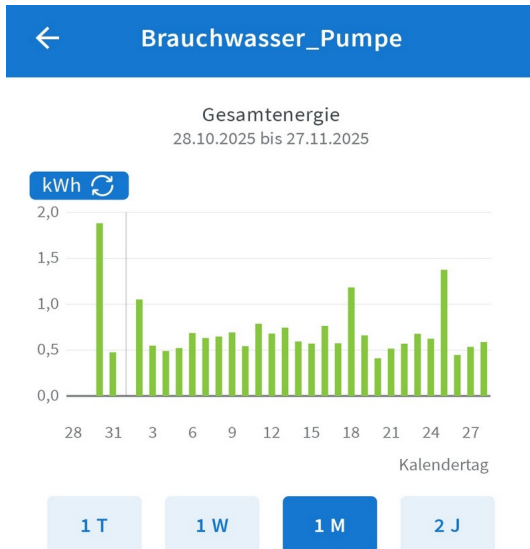 Brauchwasser_Pumpe
Gesamtenergie
28.10.2025 bis 27.11.2025
kWh
2,0
1,5
1,0
0,5
0,0
28 31 3 6 9 12 15 18 21 24 27
Kalendertag
1 T 1 W 1 M 2 J